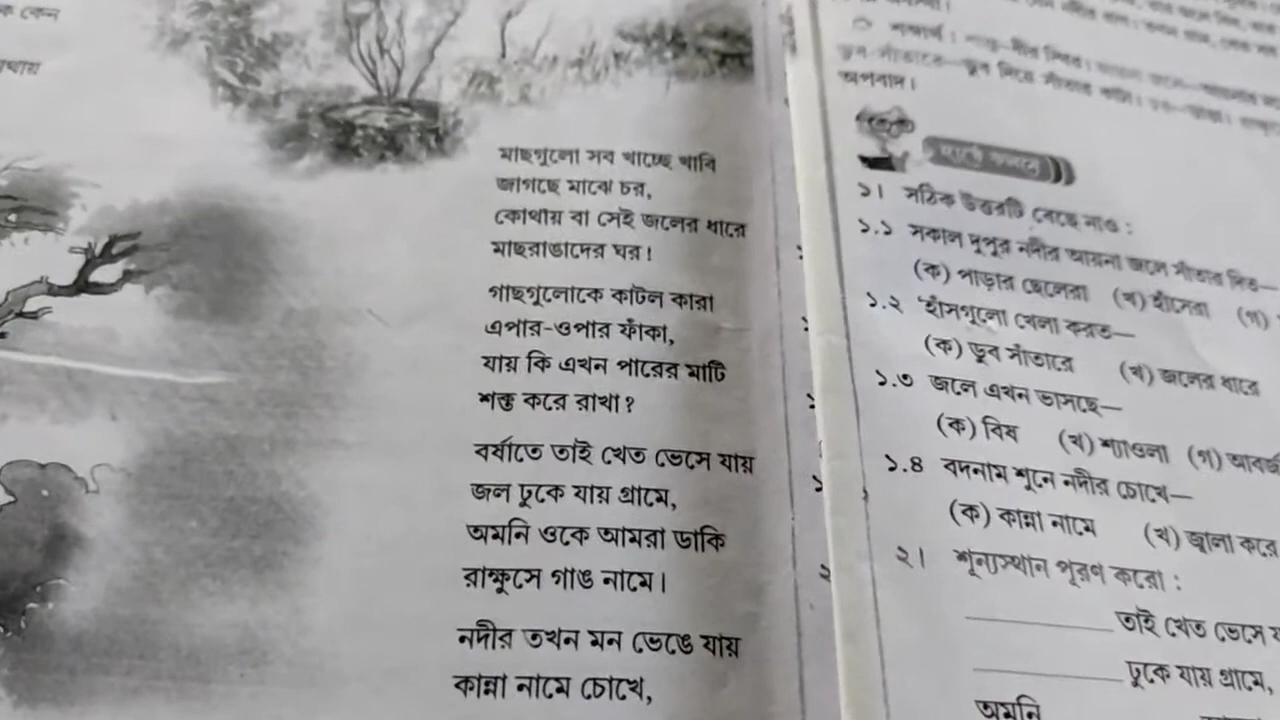 ক কেন
মাছগুলো সব খাচ্ছে খাবি
জাগছে মাঝে চর,
কোথায় বা সেই জলের ধারে
মাছরাঙাদের ঘর!
গাছগুলোকে কাটল কারা
এপার-ওপার ফাঁকা,
যায় কি এখন পারের মাটি
শক্ত করে রাখা?
বর্ষাতে তাই খেত ভেসে যায়
জল ঢুকে যায় গ্রামে,
অমনি ওকে আমরা ডাকি
রাক্ষুসে গাঙ নামে।
নদীর তখন মন ভেঙে যায়
কান্না নামে চোখে,
অপবাদ।
১। সঠিক উত্তরটি বেছে নাও :
১.১ সকাল দুপুর নদীর আয়না জলে সাঁতার দিত—
(ক) পাড়ার ছেলেরা (খ) হাঁসেরা (গ)
১.২ 'হাঁসগুলো খেলা করত—
(ক) ডুব সাঁতারে (খ) জলের ধারে
১.৩ জলে এখন ভাসছে—
(ক) বিষ (খ) শ্যাওলা (গ) আবর্জ
১.৪ বদনাম শুনে নদীর চোখে—
(ক) কান্না নামে (খ) জ্বালা করে
২। শূন্যস্থান পূরণ করো :
তাই খেত ভেসে য
ঢুকে যায় গ্রামে,
অমনি